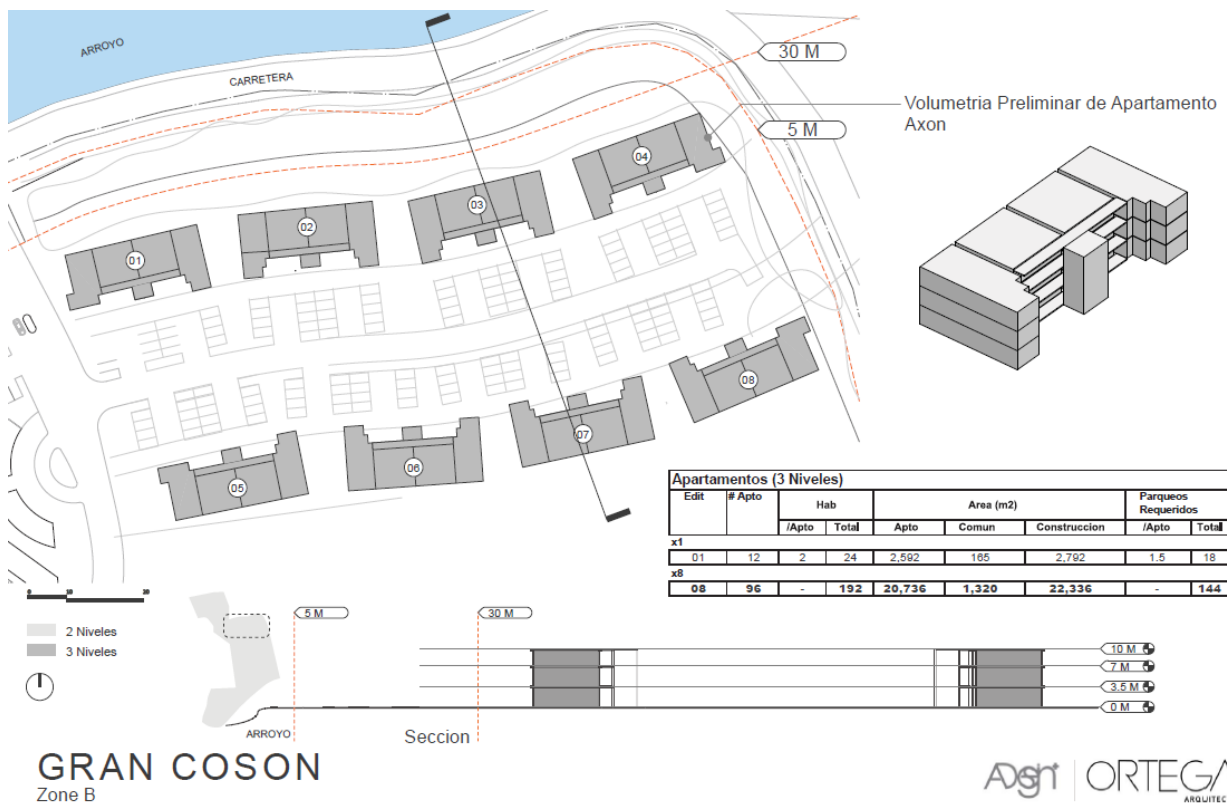 ARROYO
CARRETERA
30 M
5 M
Volumetria Preliminar de Apartamento
Axon
04
03
02
01
08
07
06
05
Apartamentos (3 Niveles)
Edit # Apto Hab Area (m2) Parqueos Requeridos
/Apto Total Apto Comun Construccion /Apto Total
x1
01 12 2 24 2,592 165 2,792 1.5 18
x8
08 96 - 192 20,736 1,320 22,336 - 144
2 Niveles
3 Niveles
5 M
30 M
10 M
7 M
3.5 M
0 M
ARROYO
Seccion
GRAN COSON
Zone B
ADesign
ORTEGA
ARQUITEC